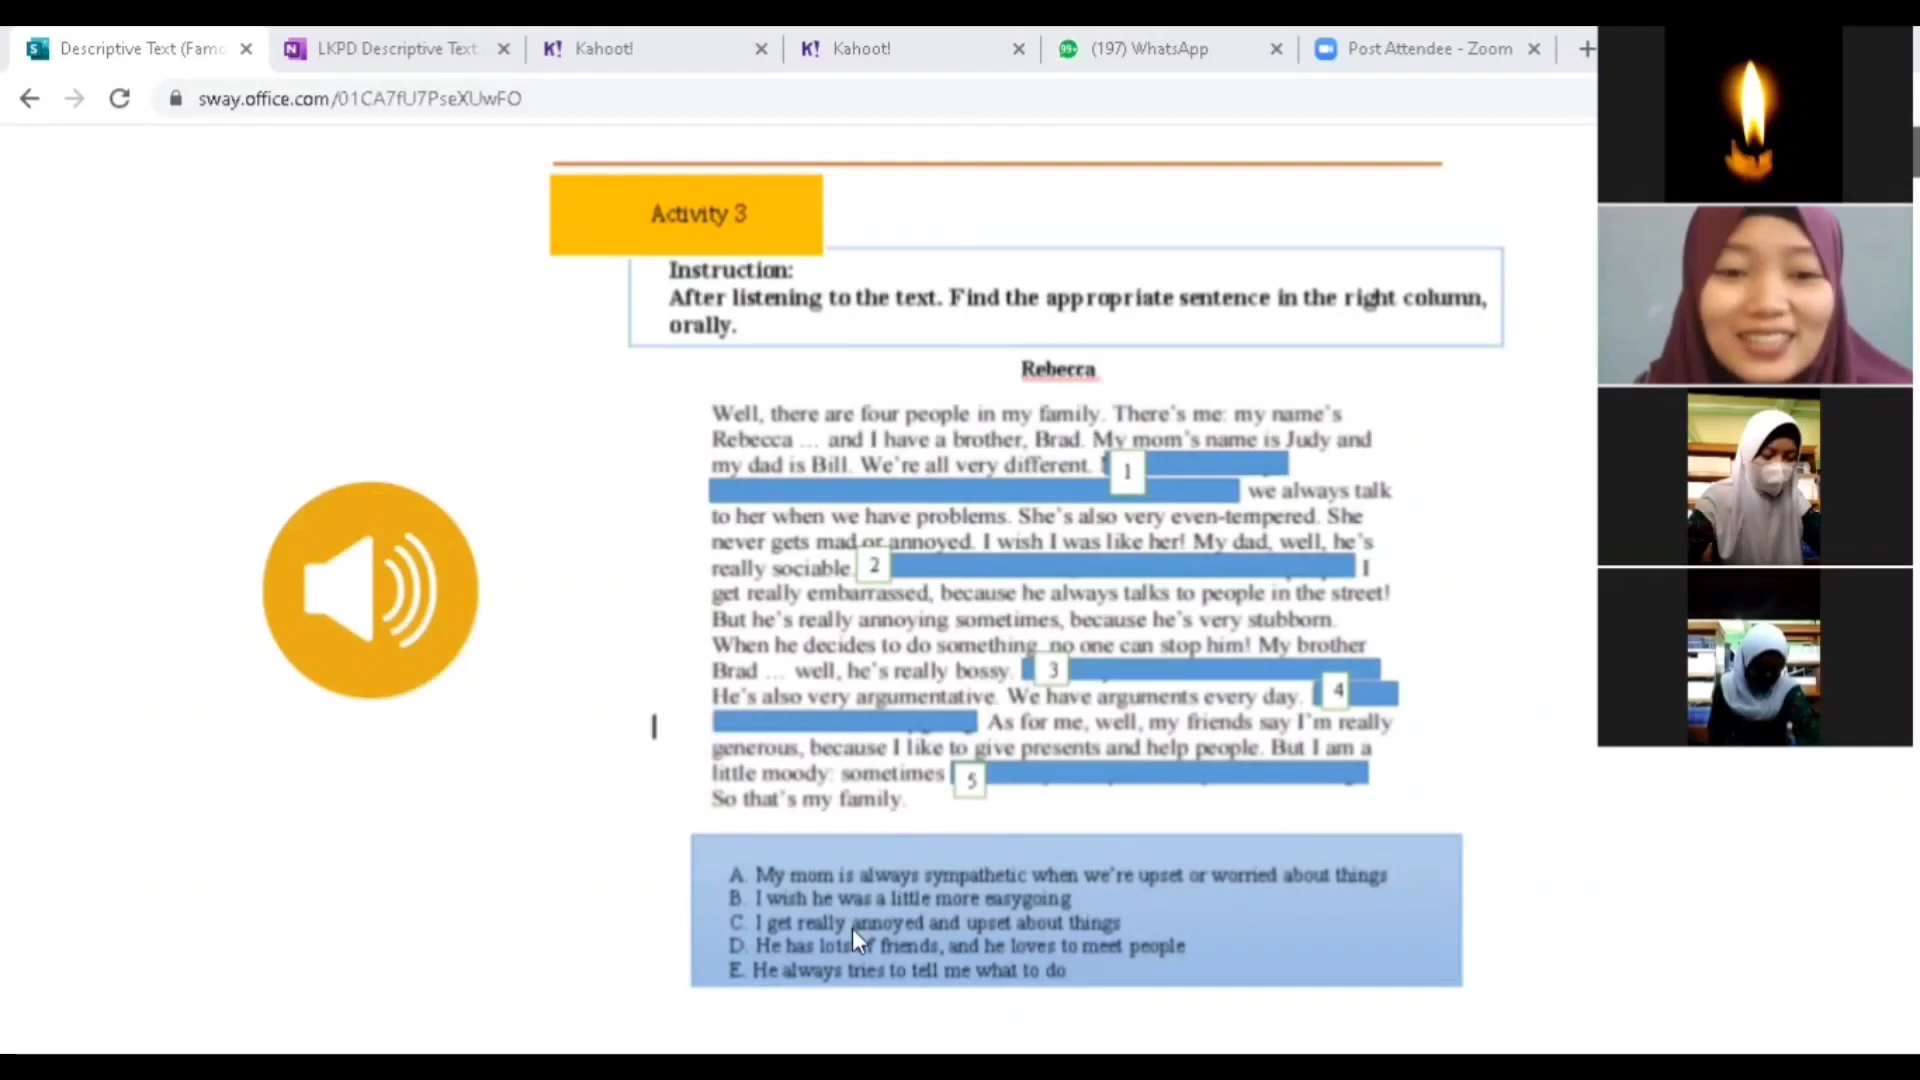 Descriptive Text (Famo
LKPD Descriptive Text
K! Kahoot!
K! Kahoot!
99+ (197) WhatsApp
Post Attendee - Zoom
sway.office.com/01CA7fU7PseXUwFO
Activity 3
Instruction:
After listening to the text. Find the appropriate sentence in the right column,
orally.
Rebecca
Well, there are four people in my family. There's me: my name's
Rebecca ... and I have a brother, Brad. My mom's name is Judy and
my dad is Bill. We're all very different. 1
we always talk
to her when we have problems. She's also very even-tempered. She
never gets mad or annoyed. I wish I was like her! My dad, well, he's
really sociable. 2 I
get really embarrassed, because he always talks to people in the street!
But he's really annoying sometimes, because he's very stubborn.
When he decides to do something, no one can stop him! My brother
Brad ... well, he's really bossy. 3
He's also very argumentative. We have arguments every day. 4
As for me, well, my friends say I'm really
generous, because I like to give presents and help people. But I am a
little moody: sometimes 5
So that's my family.
A. My mom is always sympathetic when we're upset or worried about things
B. I wish he was a little more easygoing
C. I get really annoyed and upset about things
D. He has lots of friends, and he loves to meet people
E. He always tries to tell me what to do